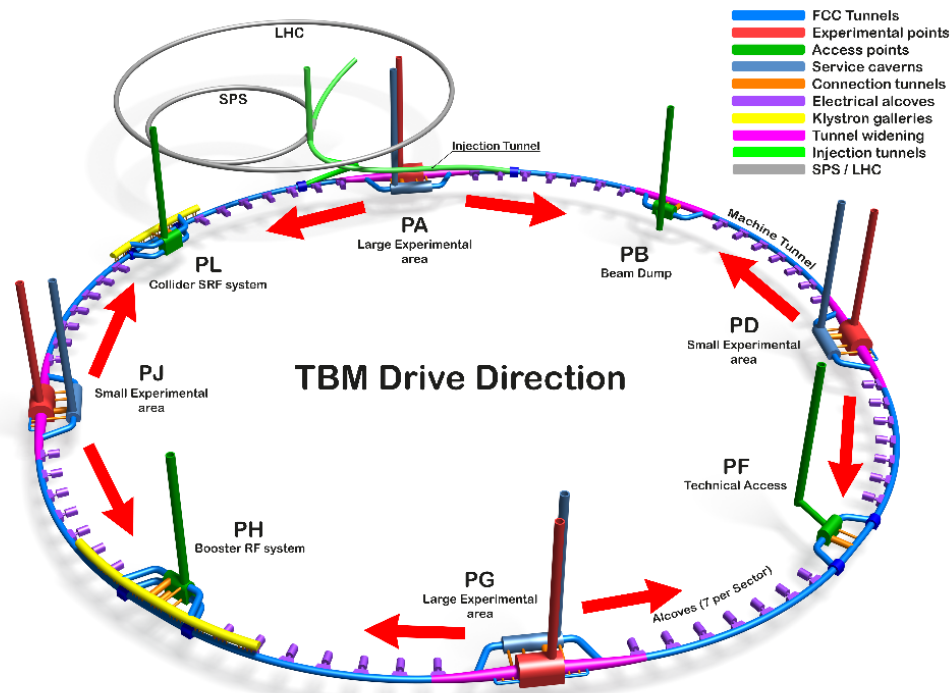 LHC
SPS
Injection Tunnel
FCC Tunnels
Experimental points
Access points
Service caverns
Connection tunnels
Electrical alcoves
Klystron galleries
Tunnel widening
Injection tunnels
SPS / LHC
PA
Large Experimental
area
PB
Beam Dump
Machine Tunnel
PL
Collider SRF system
PD
Small Experimental
area
PJ
Small Experimental
area
TBM Drive Direction
PF
Technical Access
PH
Booster RF system
PG
Large Experimental
area
Alcoves (7 per Sector)